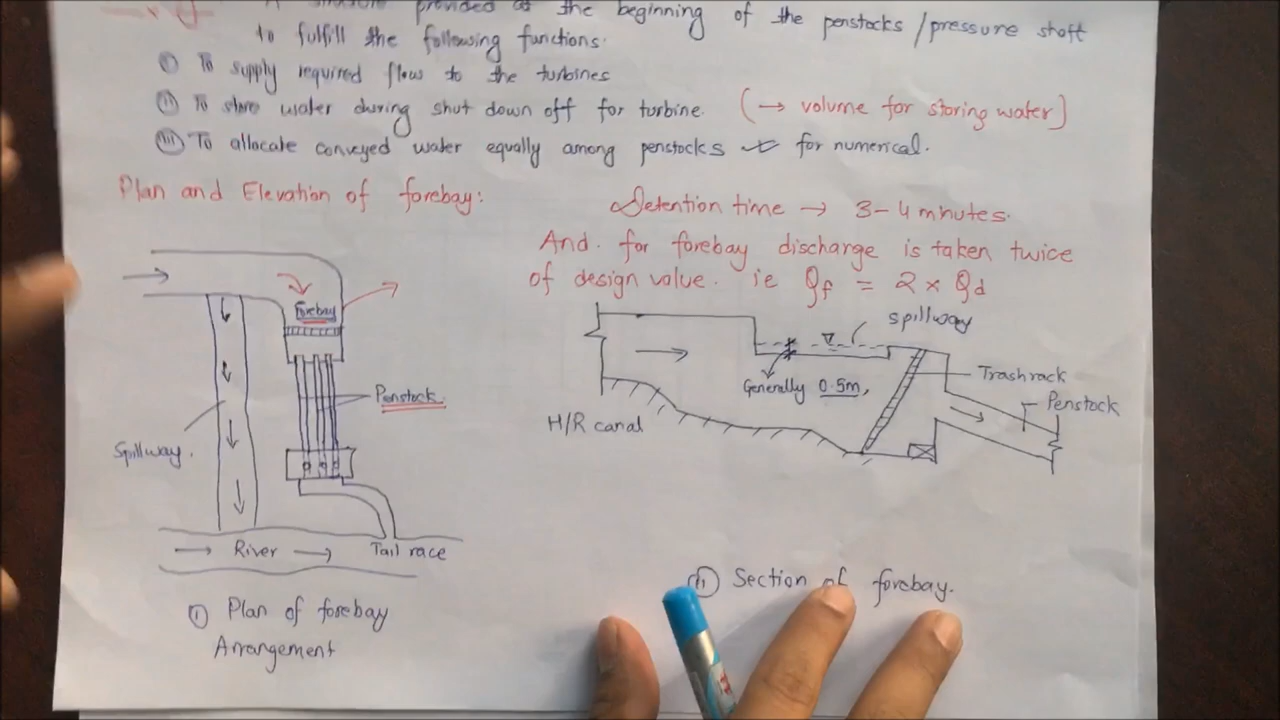 A structure provided at the beginning of the penstocks / pressure shaft
to fulfill the following functions.
(i) To supply required flow to the turbines
(ii) To store water during shut down off for turbine. (→ volume for storing water)
(iii) To allocate conveyed water equally among penstocks ✓ for numerical.
Plan and Elevation of forebay:
Detention time → 3-4 minutes.
And. for forebay discharge is taken twice
of design value. ie Qf = 2 × Qd
Forebay
Penstock
Spillway.
River
Tail race
(i) Plan of forebay
Arrangement
spillway
Generally 0.5m,
Trashrack
Penstock
H/R canal
(ii) Section of forebay.